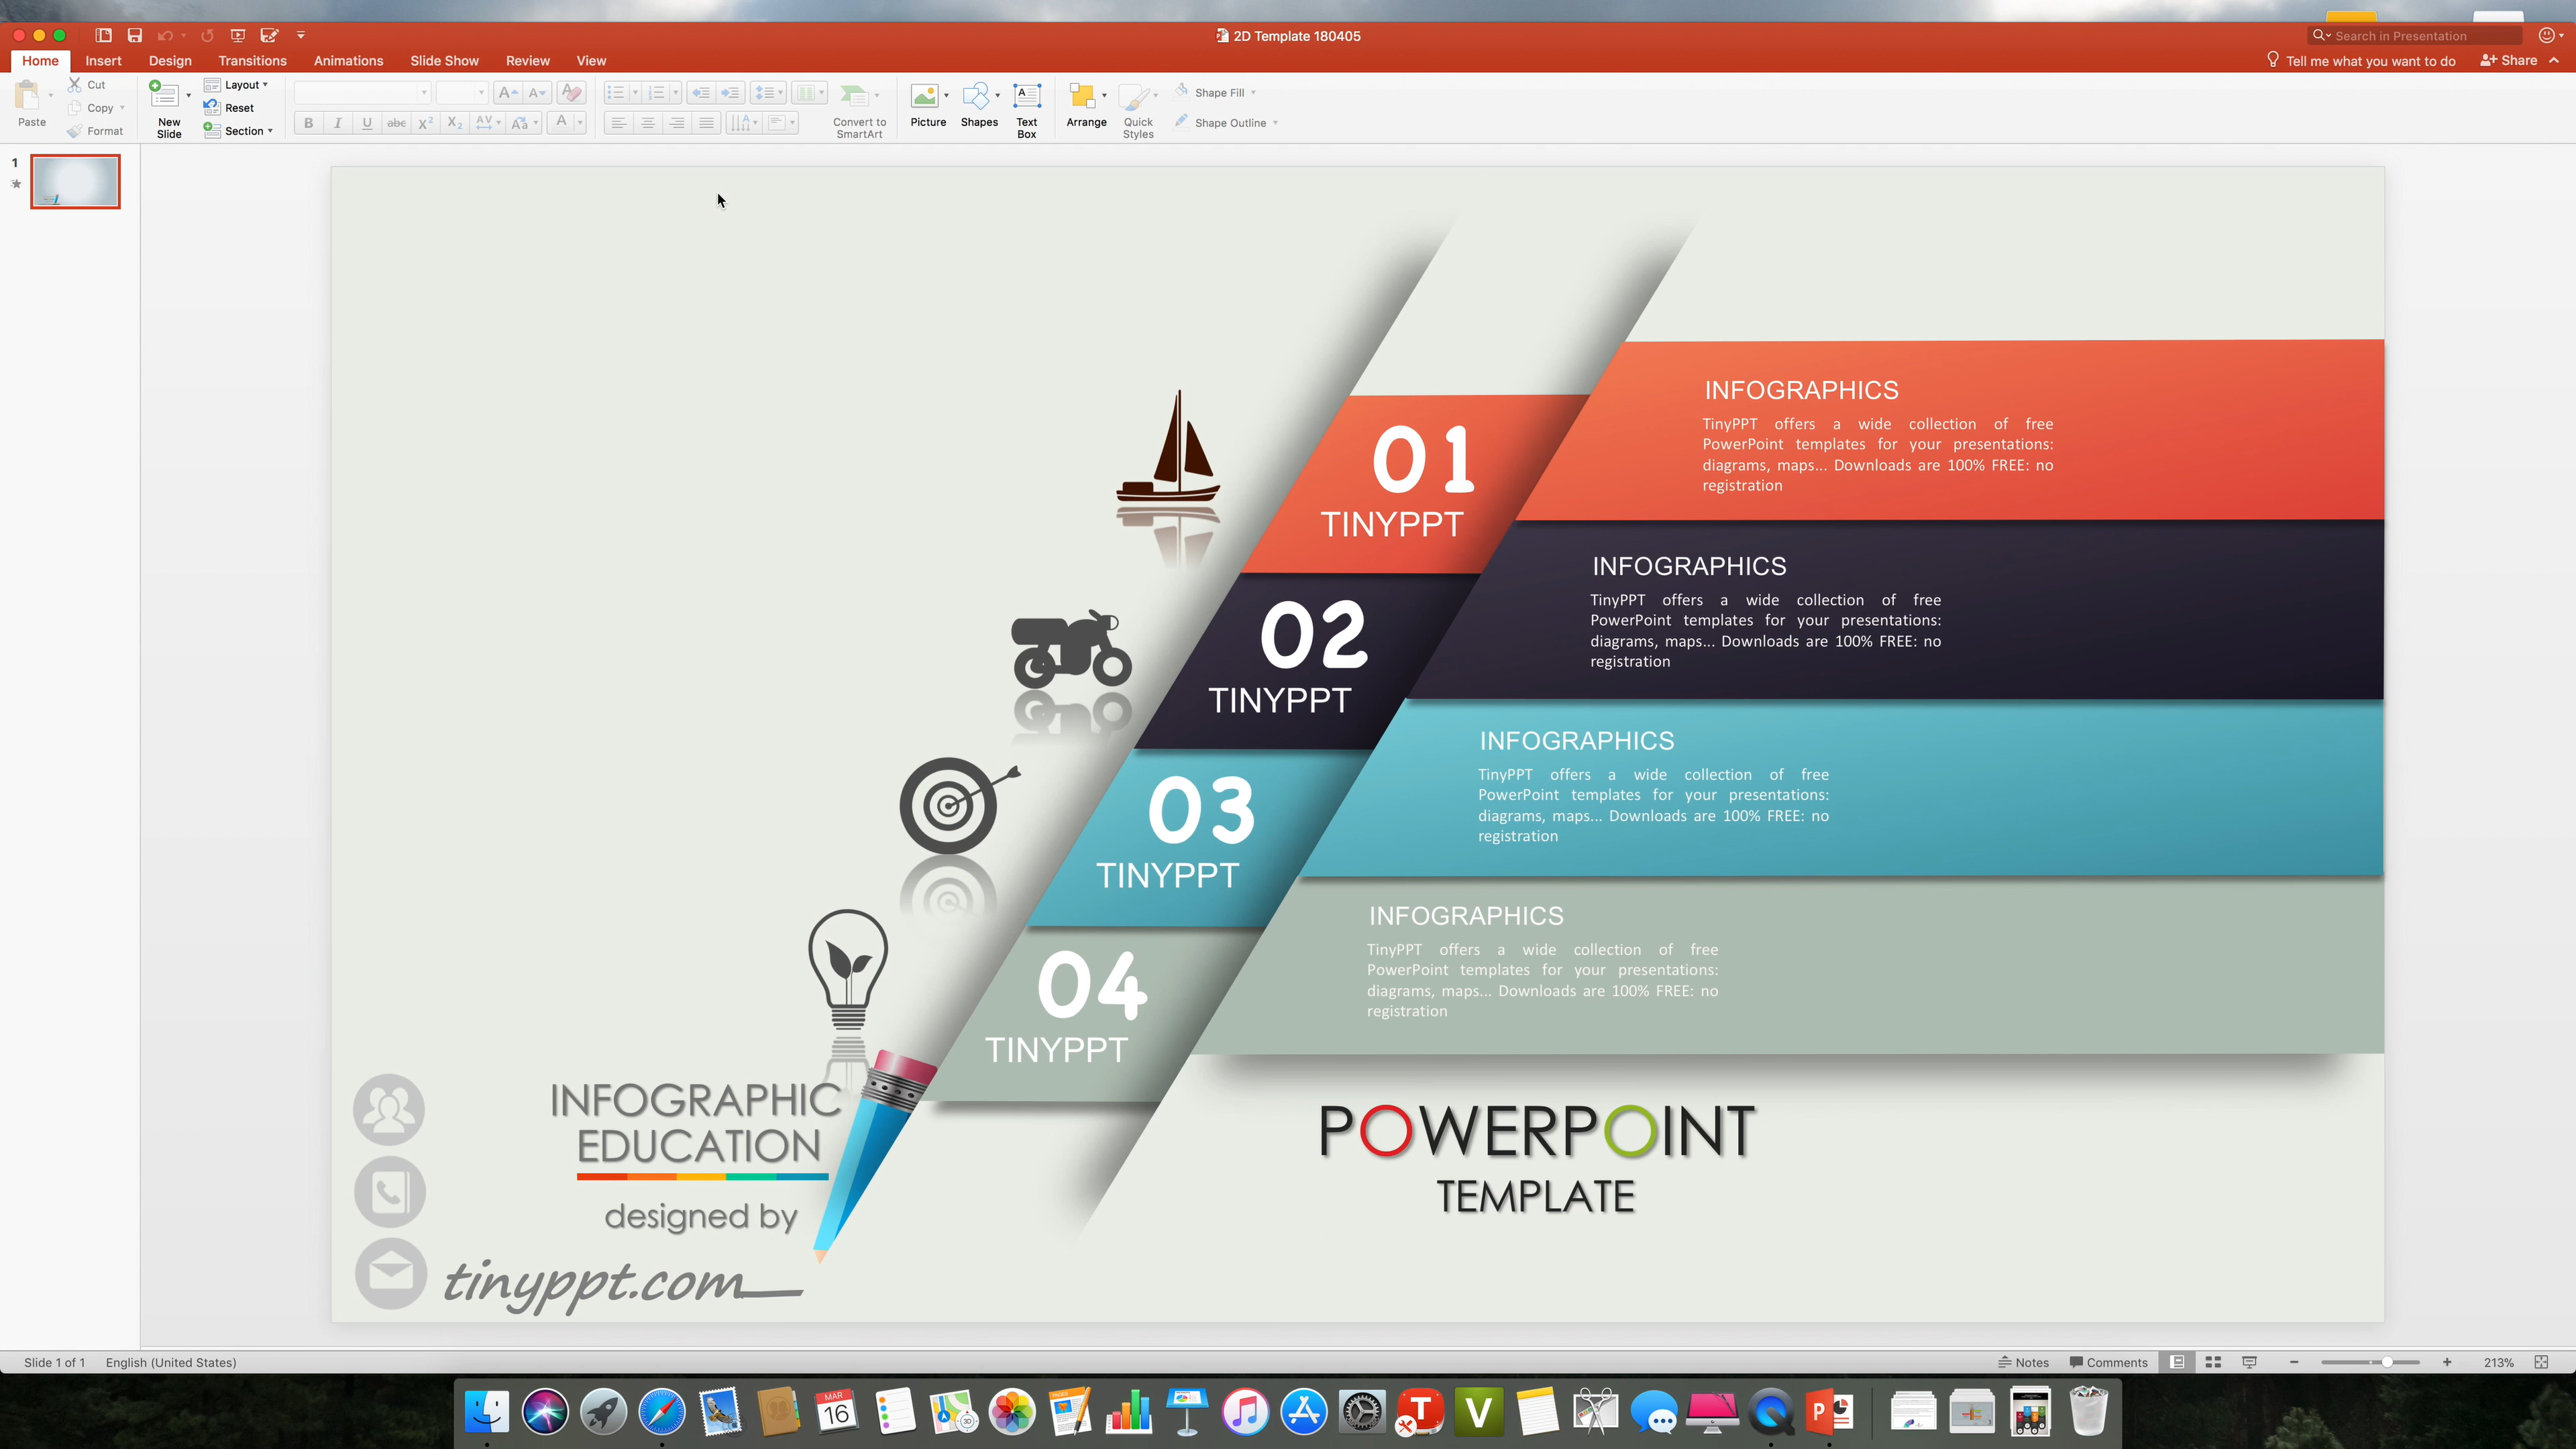 2D Template 180405
Search in Presentation
Home Insert Design Transitions Animations Slide Show Review View
Tell me what you want to do
Share
Paste
Cut
Copy
Format
New Slide
Layout
Reset
Section
B I U abc X² X₂ AV Aa A
Convert to SmartArt
Picture
Shapes
Text Box
Arrange
Quick Styles
Shape Fill
Shape Outline
1
01
TINYPPT
INFOGRAPHICS
TinyPPT offers a wide collection of free
PowerPoint templates for your presentations:
diagrams, maps... Downloads are 100% FREE: no
registration
02
TINYPPT
INFOGRAPHICS
TinyPPT offers a wide collection of free
PowerPoint templates for your presentations:
diagrams, maps... Downloads are 100% FREE: no
registration
03
TINYPPT
INFOGRAPHICS
TinyPPT offers a wide collection of free
PowerPoint templates for your presentations:
diagrams, maps... Downloads are 100% FREE: no
registration
04
TINYPPT
INFOGRAPHICS
TinyPPT offers a wide collection of free
PowerPoint templates for your presentations:
diagrams, maps... Downloads are 100% FREE: no
registration
INFOGRAPHIC
EDUCATION
designed by
tinyppt.com
POWERPOINT
TEMPLATE
Slide 1 of 1 English (United States)
Notes Comments 213%
MAR
16